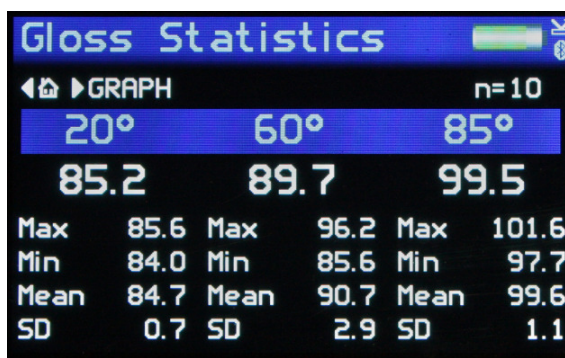 Gloss Statistics
GRAPH n=10
20° 60° 85°
85.2 89.7 99.5
Max 85.6 Max 96.2 Max 101.6
Min 84.0 Min 85.6 Min 97.7
Mean 84.7 Mean 90.7 Mean 99.6
SD 0.7 SD 2.9 SD 1.1